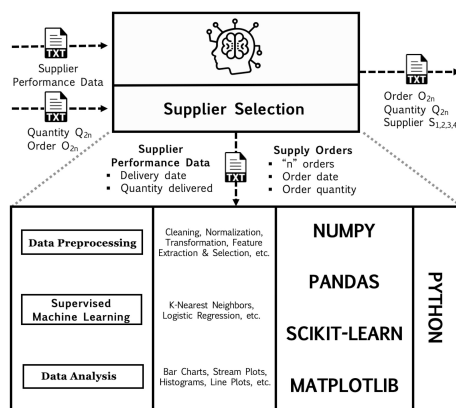 TXT
Supplier
Performance Data
TXT
Quantity Q2n
Order O2n
Supplier Selection
TXT
Order O2n
Quantity Q2n
Supplier S1,2,3,4
Supplier
Performance Data
▪ Delivery date
▪ Quantity delivered
TXT
Supply Orders
▪ "n" orders
▪ Order date
▪ Order quantity
Data Preprocessing
Cleaning, Normalization,
Transformation, Feature
Extraction & Selection, etc.
Supervised
Machine Learning
K-Nearest Neighbors,
Logistic Regression, etc.
Data Analysis
Bar Charts, Stream Plots,
Histograms, Line Plots, etc.
NUMPY
PANDAS
SCIKIT-LEARN
MATPLOTLIB
PYTHON